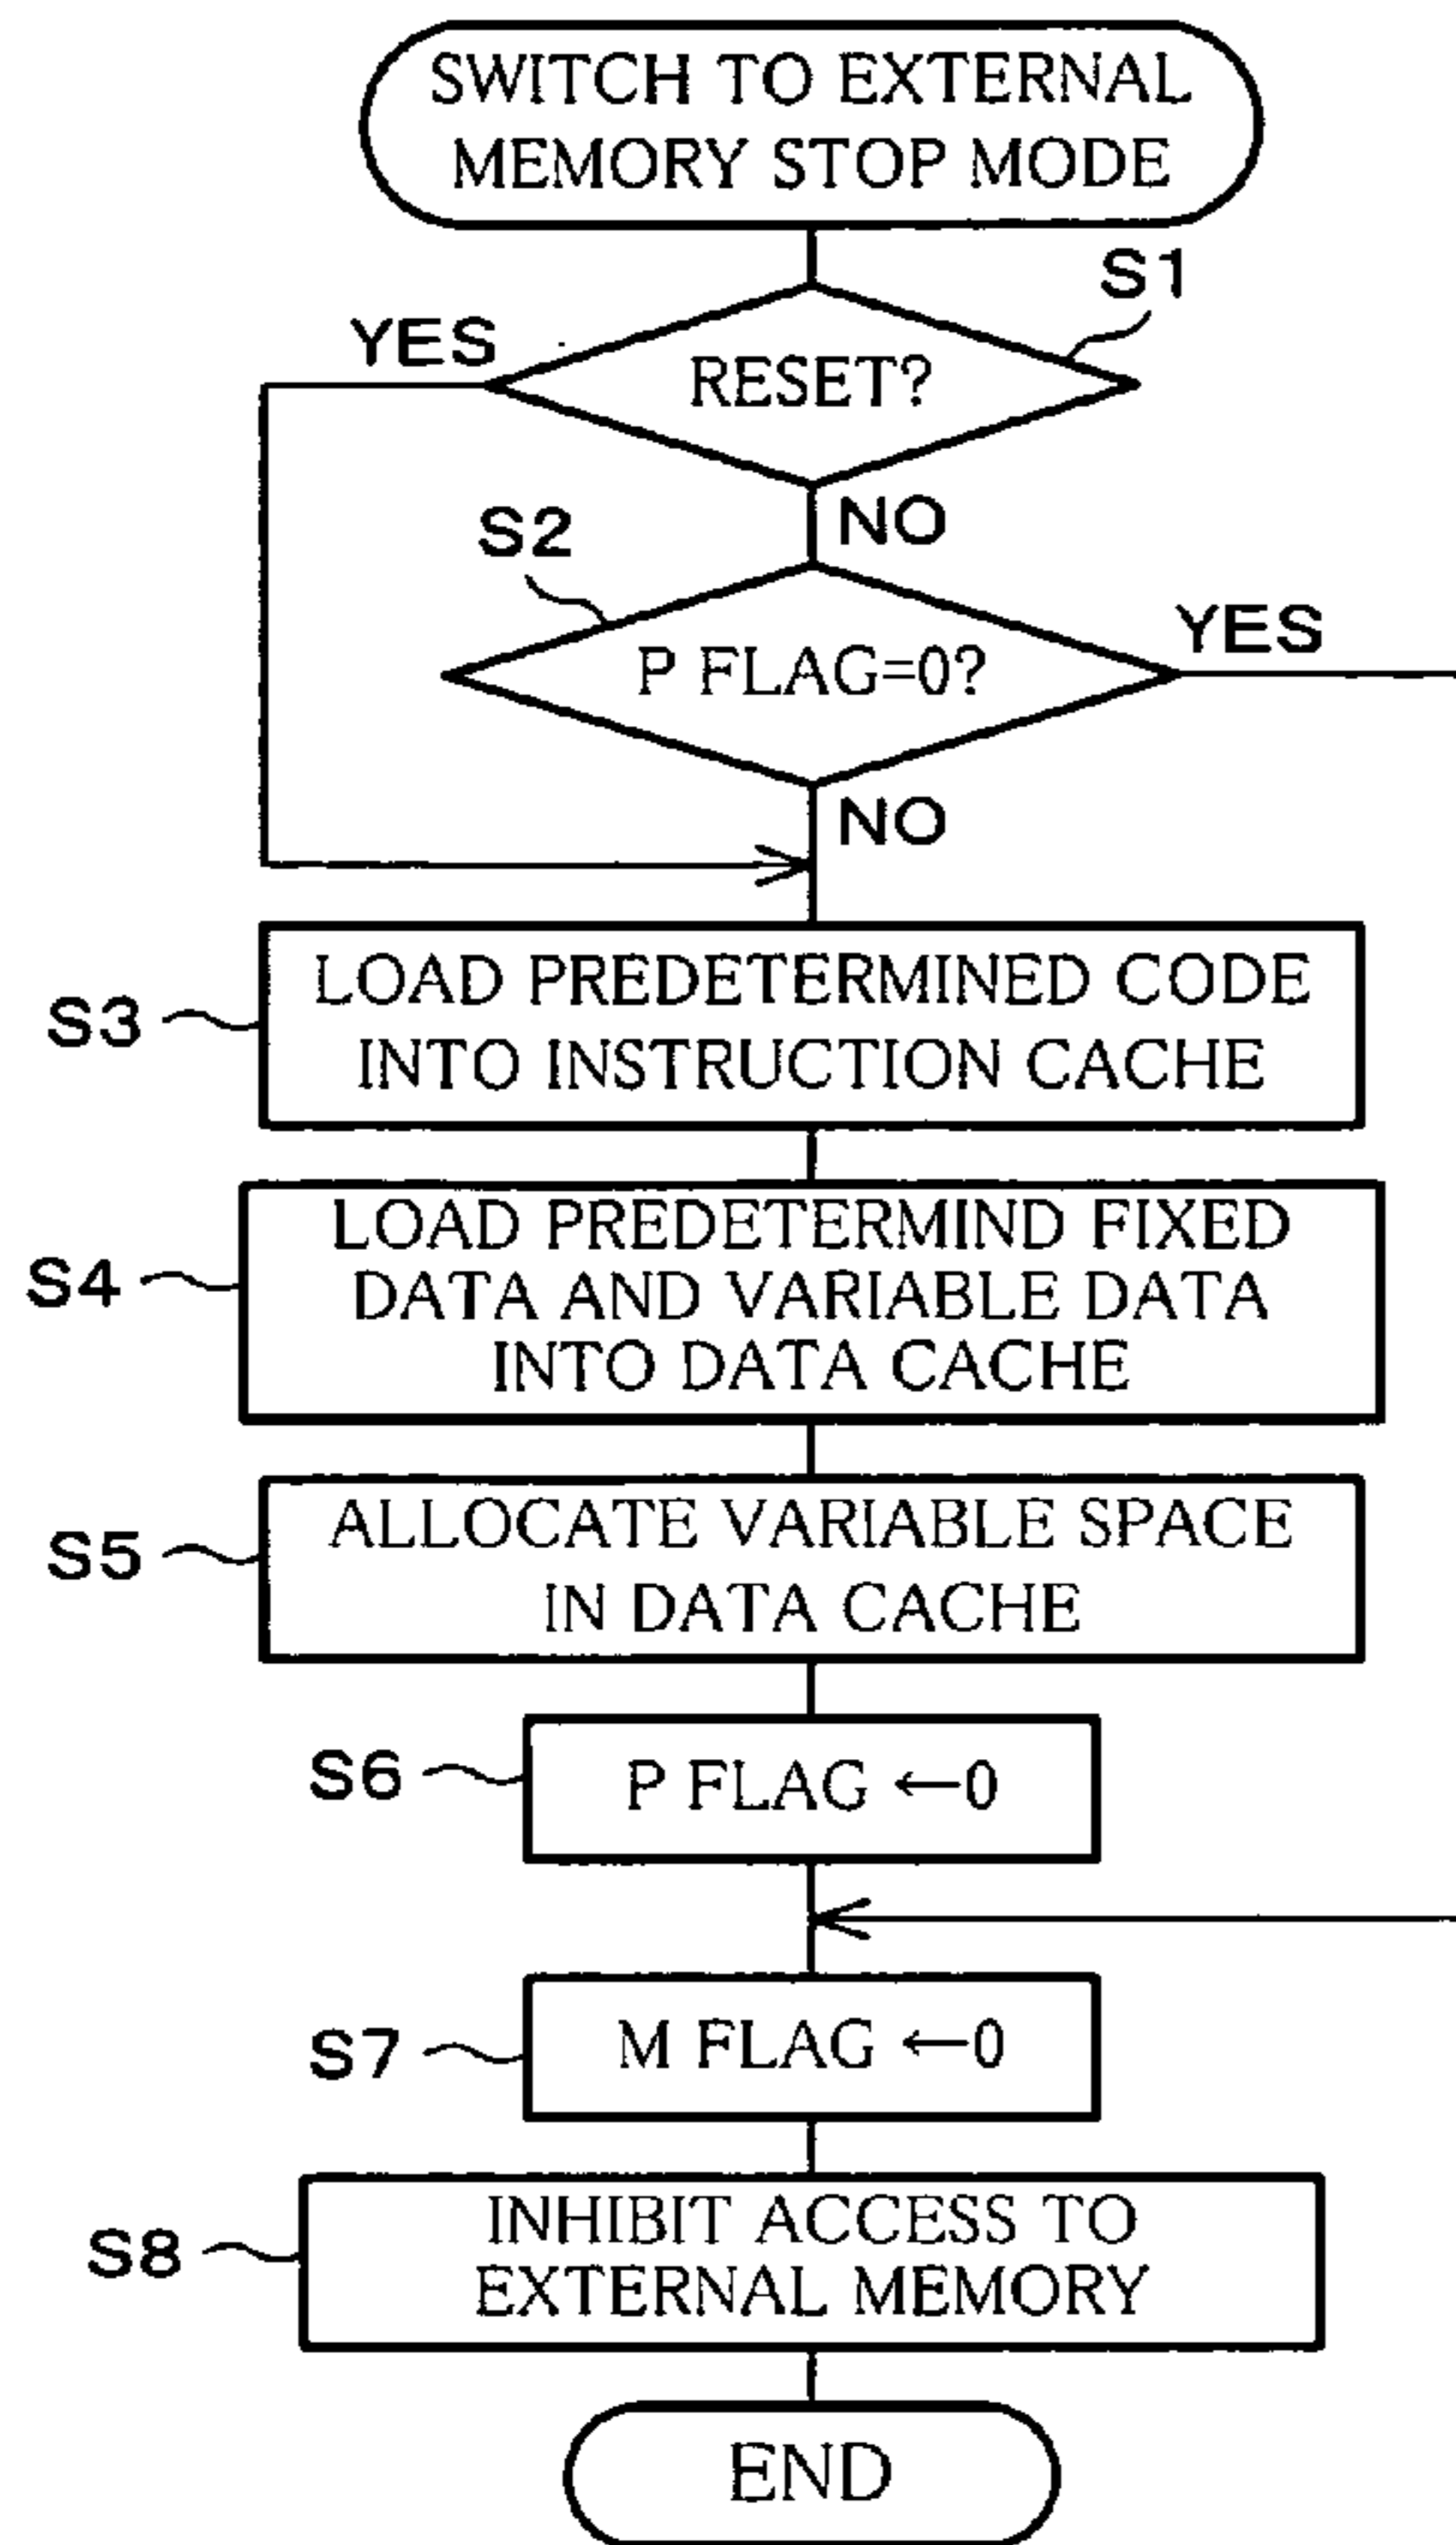 SWITCH TO EXTERNAL
MEMORY STOP MODE
S1
YES
RESET?
NO
S2
YES
P FLAG=0?
NO
S3
LOAD PREDETERMINED CODE
INTO INSTRUCTION CACHE
S4
LOAD PREDETERMIND FIXED
DATA AND VARIABLE DATA
INTO DATA CACHE
S5
ALLOCATE VARIABLE SPACE
IN DATA CACHE
S6
P FLAG ←0
S7
M FLAG ←0
S8
INHIBIT ACCESS TO
EXTERNAL MEMORY
END